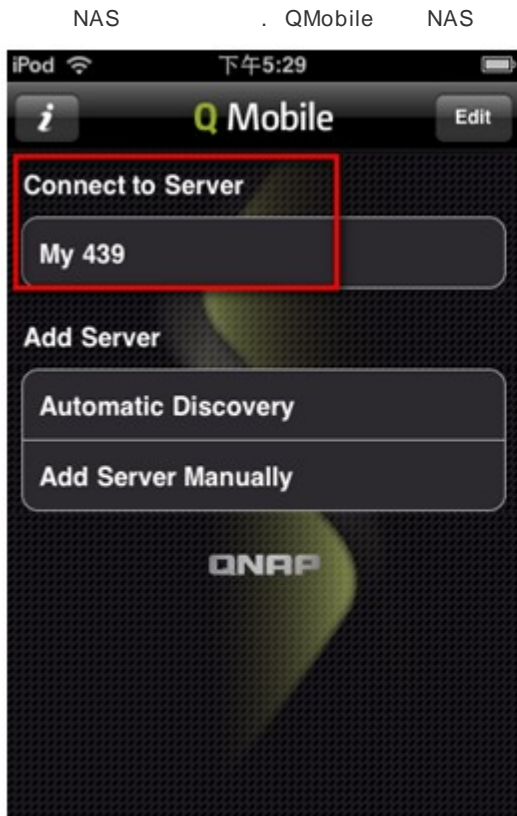 NAS . QMobile NAS
iPod 下午5:29
i Q Mobile Edit
Connect to Server
My 439
Add Server
Automatic Discovery
Add Server Manually
QNAP